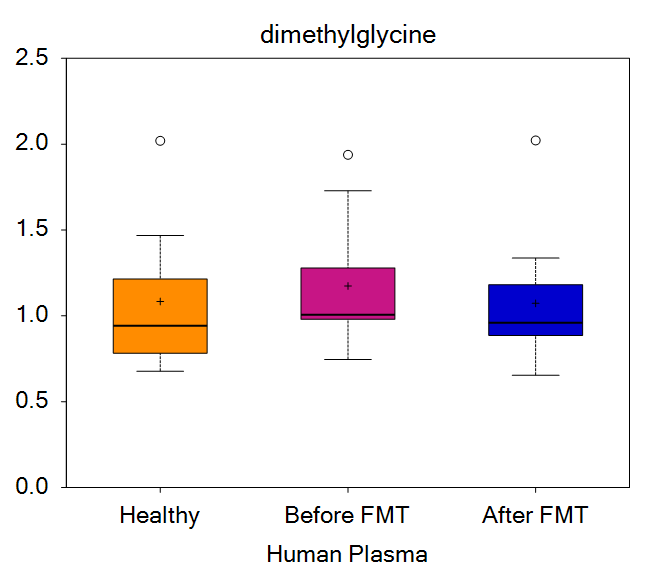 dimethylglycine
2.5
2.0
1.5
1.0
0.5
0.0
Healthy
Before FMT
After FMT
Human Plasma